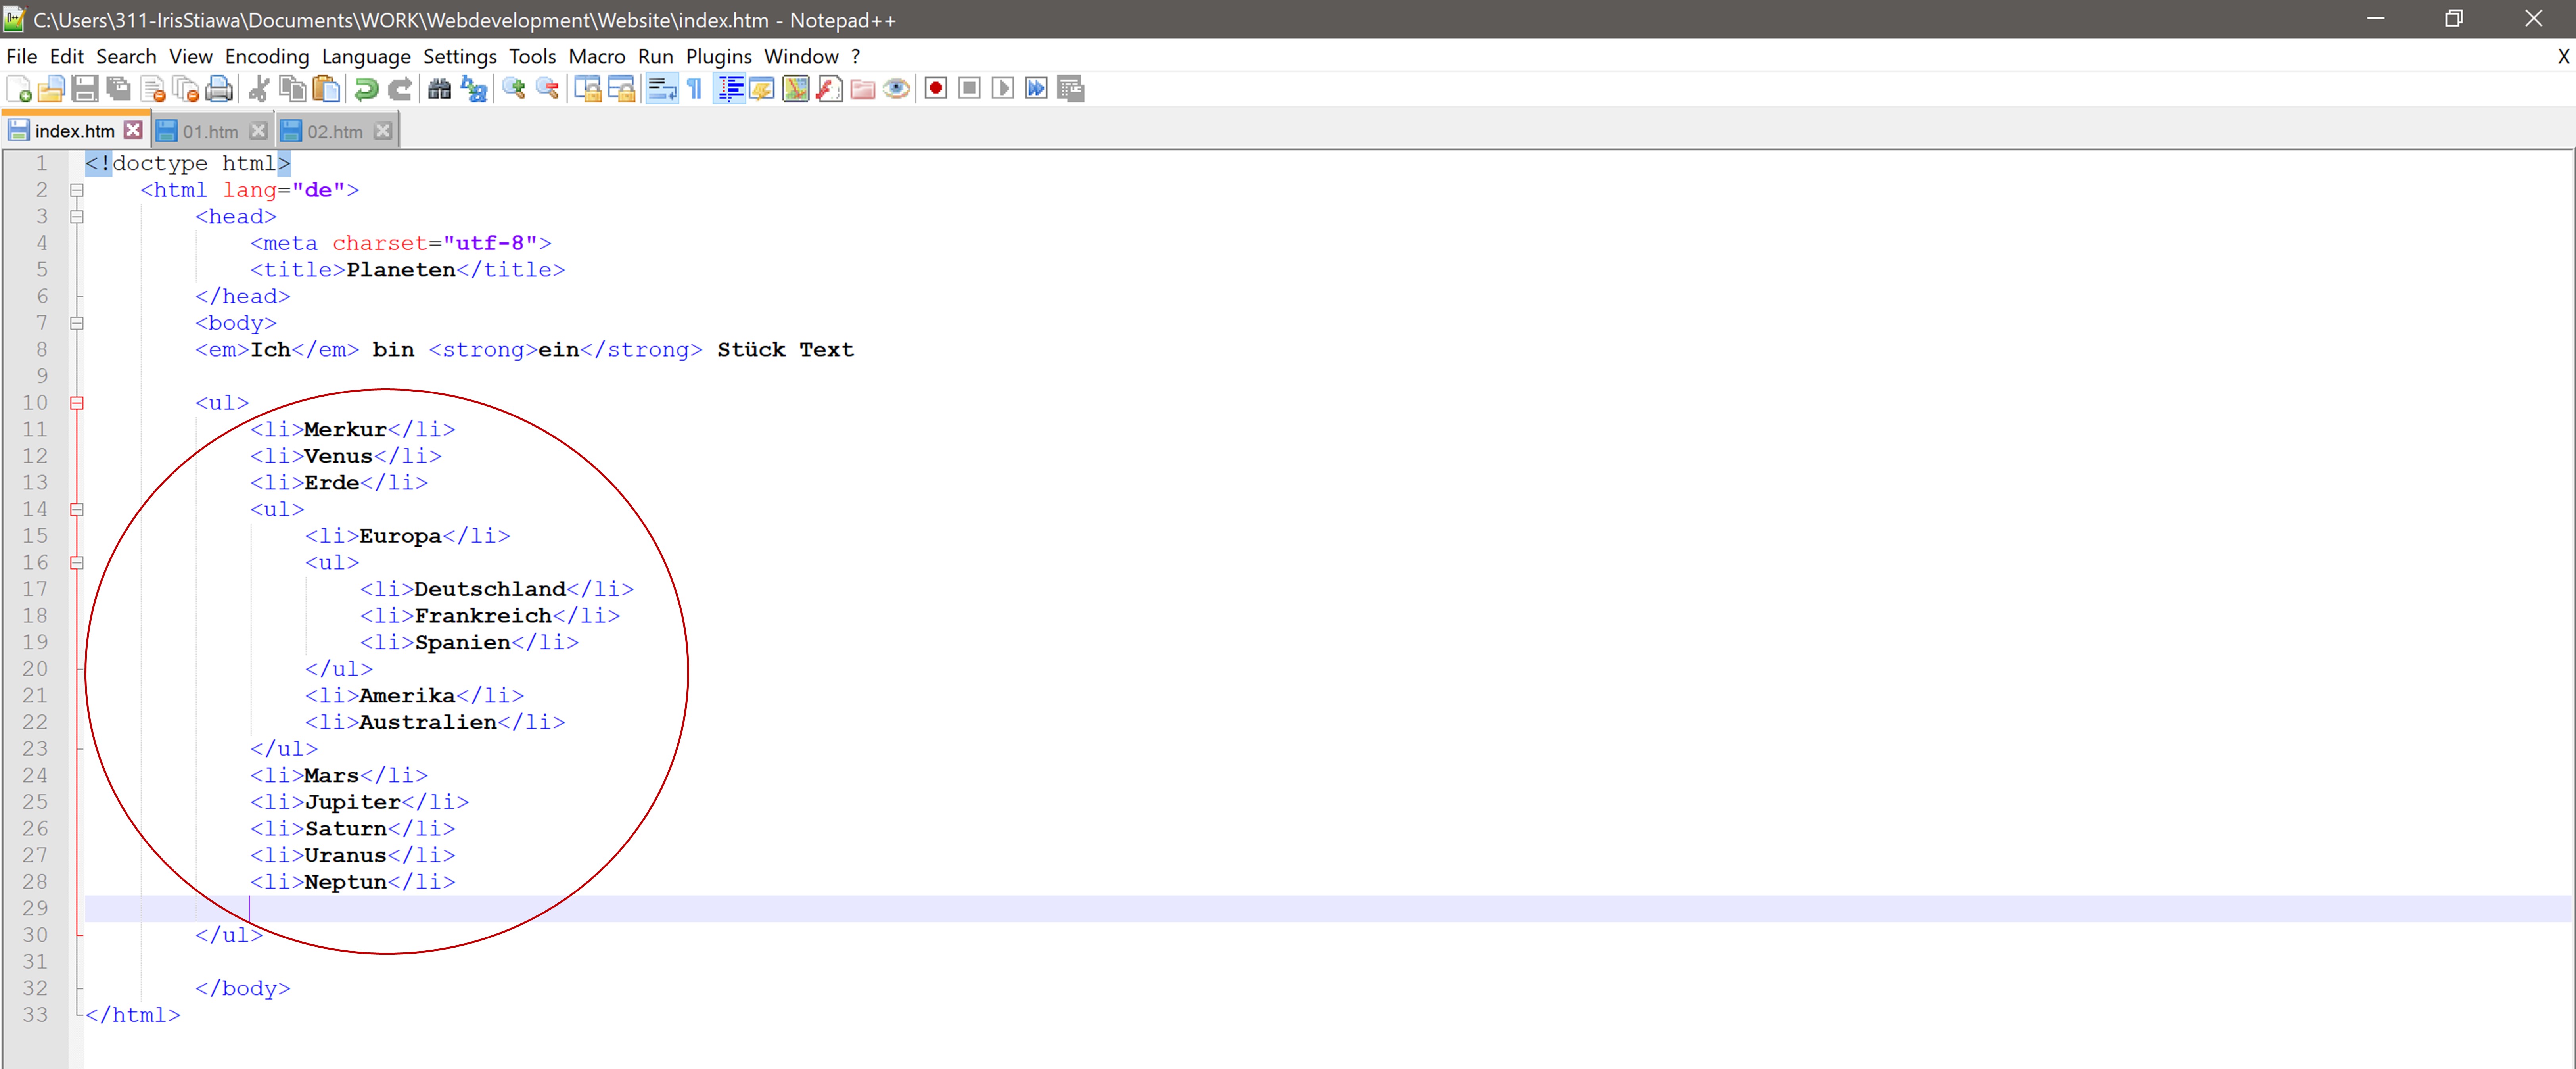 C:\Users\311-IrisStiawa\Documents\WORK\Webdevelopment\Website\index.htm - Notepad++
File Edit Search View Encoding Language Settings Tools Macro Run Plugins Window ? X
index.htm 01.htm 02.htm
1 <!doctype html>
2 <html lang="de">
3 <head>
4 <meta charset="utf-8">
5 <title>Planeten</title>
6 </head>
7 <body>
8 <em>Ich</em> bin <strong>ein</strong> Stück Text
9
10 <ul>
11 <li>Merkur</li>
12 <li>Venus</li>
13 <li>Erde</li>
14 <ul>
15 <li>Europa</li>
16 <ul>
17 <li>Deutschland</li>
18 <li>Frankreich</li>
19 <li>Spanien</li>
20 </ul>
21 <li>Amerika</li>
22 <li>Australien</li>
23 </ul>
24 <li>Mars</li>
25 <li>Jupiter</li>
26 <li>Saturn</li>
27 <li>Uranus</li>
28 <li>Neptun</li>
29
30 </ul>
31
32 </body>
33 </html>